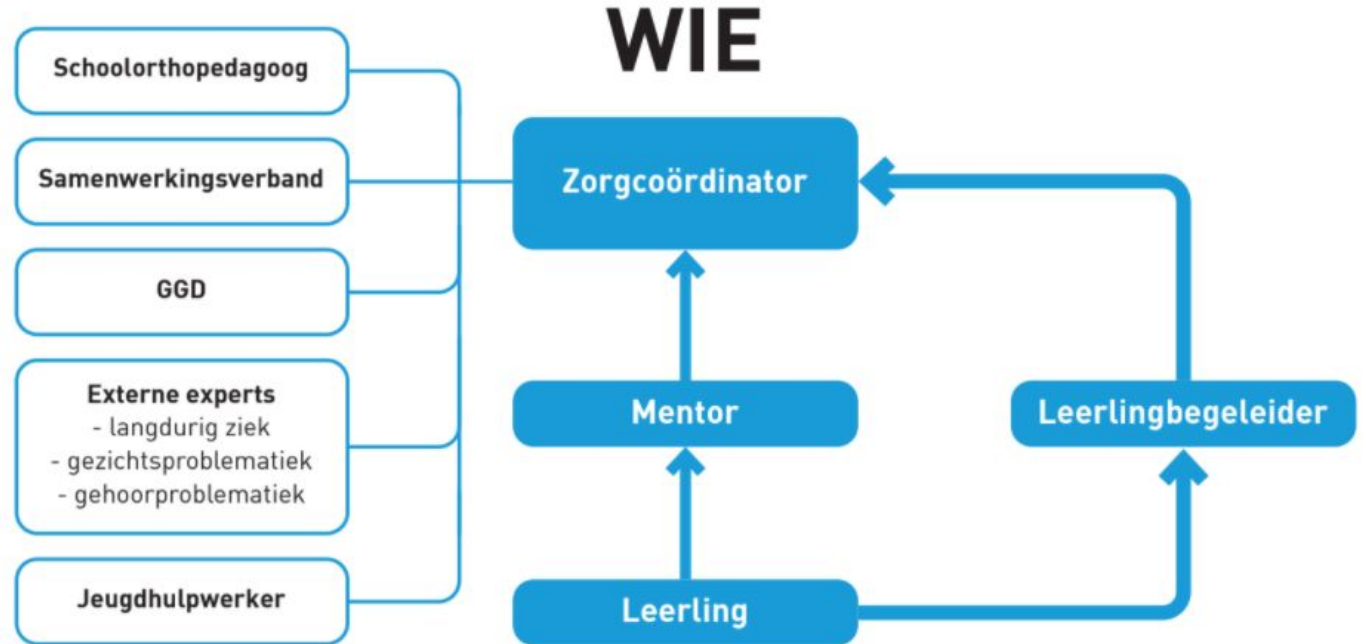 WIE
Schoolorthopedagoog
Samenwerkingsverband
GGD
Externe experts
- langdurig ziek
- gezichtsproblematiek
- gehoorproblematiek
Jeugdhulpwerker
Zorgcoördinator
Mentor
Leerlingbegeleider
Leerling